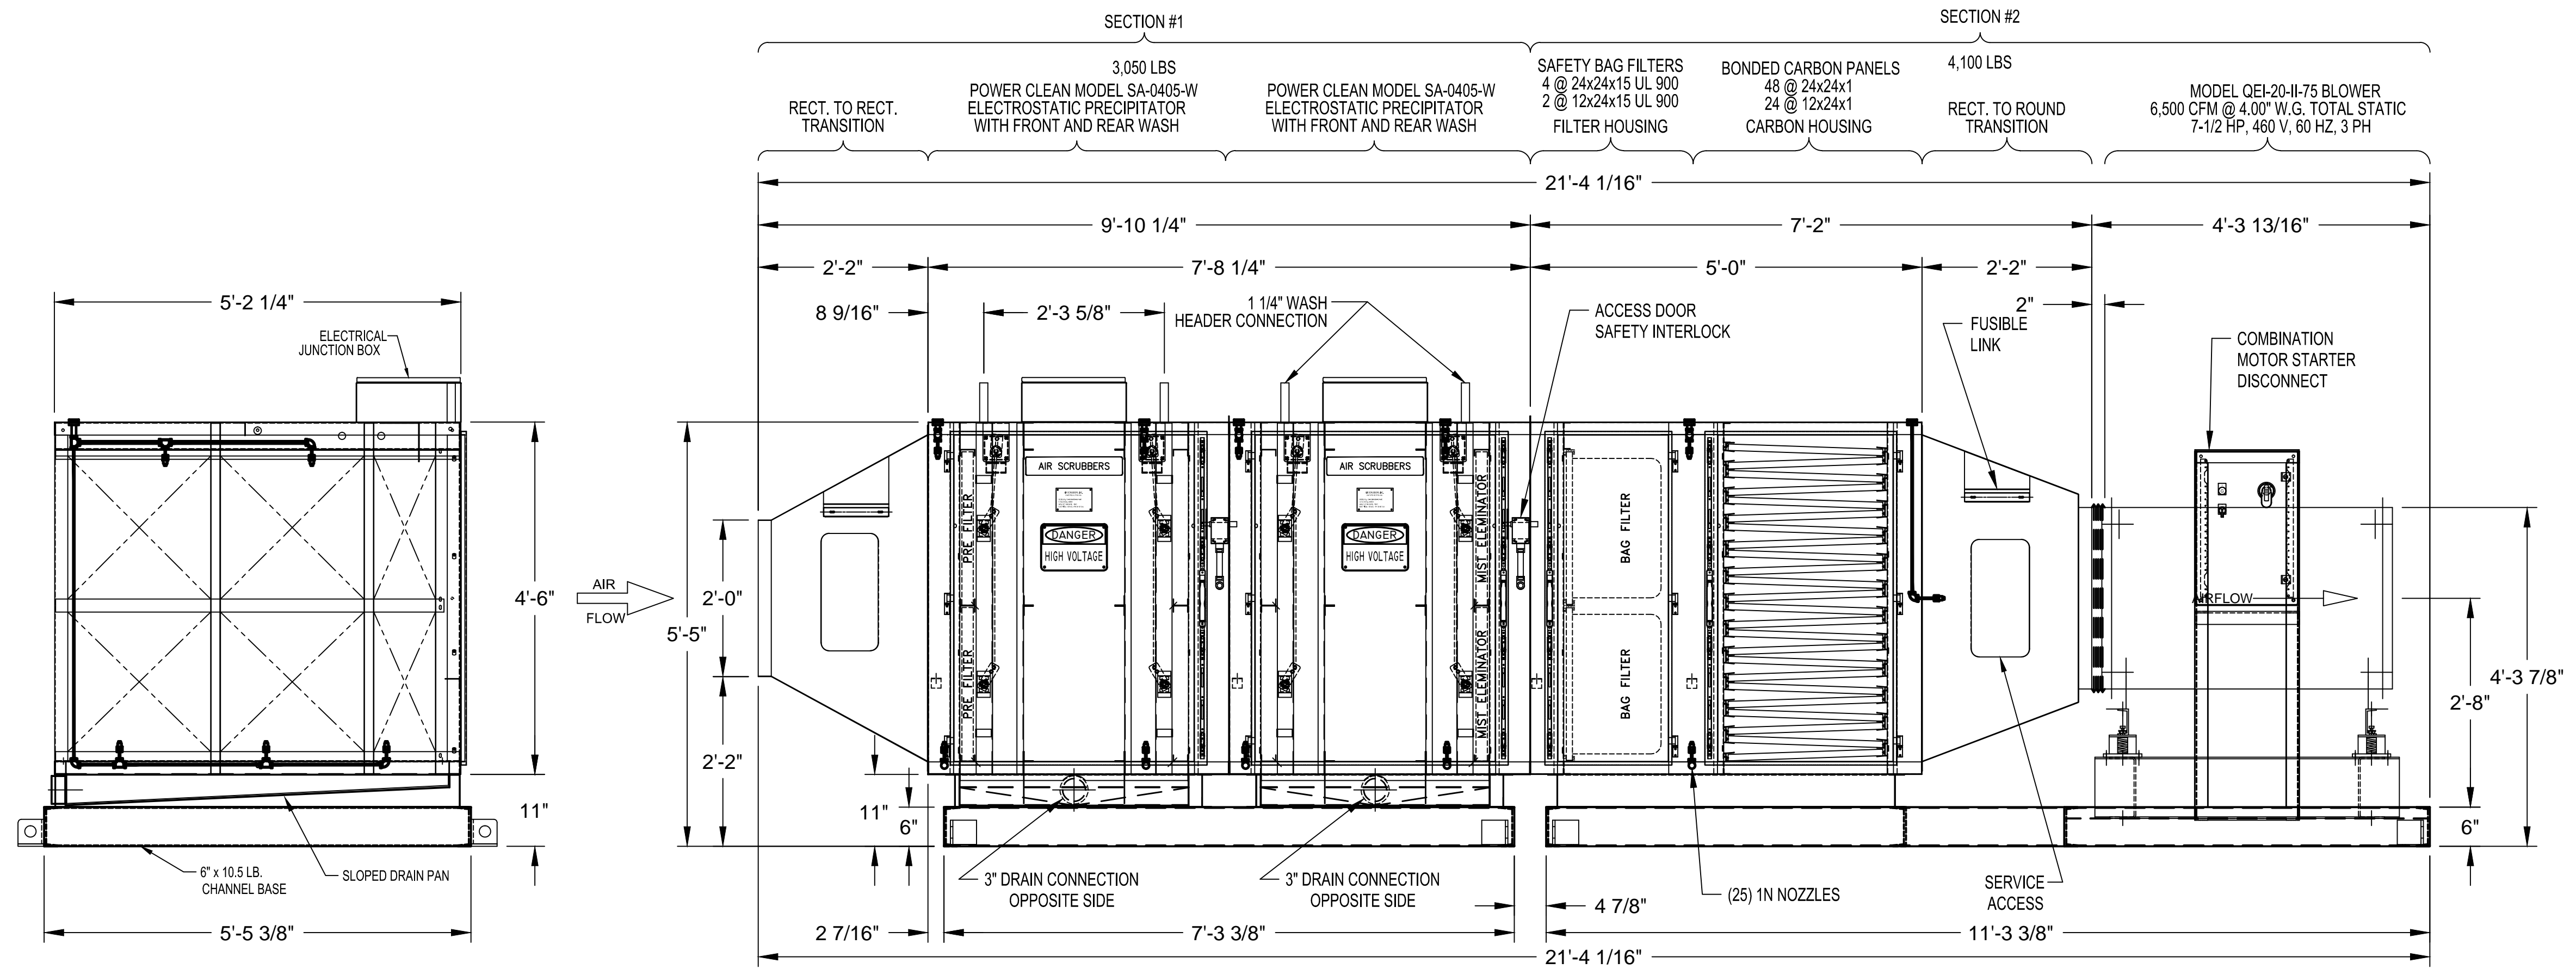 SECTION #1
SECTION #2
3,050 LBS
4,100 LBS
RECT. TO RECT.
TRANSITION
POWER CLEAN MODEL SA-0405-W
ELECTROSTATIC PRECIPITATOR
WITH FRONT AND REAR WASH
POWER CLEAN MODEL SA-0405-W
ELECTROSTATIC PRECIPITATOR
WITH FRONT AND REAR WASH
SAFETY BAG FILTERS
4 @ 24x24x15 UL 900
2 @ 12x24x15 UL 900
FILTER HOUSING
BONDED CARBON PANELS
48 @ 24x24x1
24 @ 12x24x1
CARBON HOUSING
RECT. TO ROUND
TRANSITION
MODEL QEI-20-II-75 BLOWER
6,500 CFM @ 4.00" W.G. TOTAL STATIC
7-1/2 HP, 460 V, 60 HZ, 3 PH
21'-4 1/16"
9'-10 1/4"
7'-2"
4'-3 13/16"
2'-2"
7'-8 1/4"
5'-0"
2'-2"
5'-2 1/4"
8 9/16"
2'-3 5/8"
1 1/4" WASH
HEADER CONNECTION
ACCESS DOOR
SAFETY INTERLOCK
2"
FUSIBLE
LINK
COMBINATION
MOTOR STARTER
DISCONNECT
ELECTRICAL
JUNCTION BOX
AIR SCRUBBERS
AIR SCRUBBERS
DANGER
HIGH VOLTAGE
DANGER
HIGH VOLTAGE
PRE FILTER
PRE FILTER
MIST ELEMINATOR
MIST ELEMINATOR
BAG FILTER
BAG FILTER
4'-6"
AIR
FLOW
5'-5"
2'-0"
2'-2"
AIRFLOW
4'-3 7/8"
2'-8"
11"
11"
6"
6"
6" x 10.5 LB.
CHANNEL BASE
SLOPED DRAIN PAN
3" DRAIN CONNECTION
OPPOSITE SIDE
3" DRAIN CONNECTION
OPPOSITE SIDE
(25) 1N NOZZLES
SERVICE
ACCESS
4 7/8"
5'-5 3/8"
2 7/16"
7'-3 3/8"
11'-3 3/8"
21'-4 1/16"